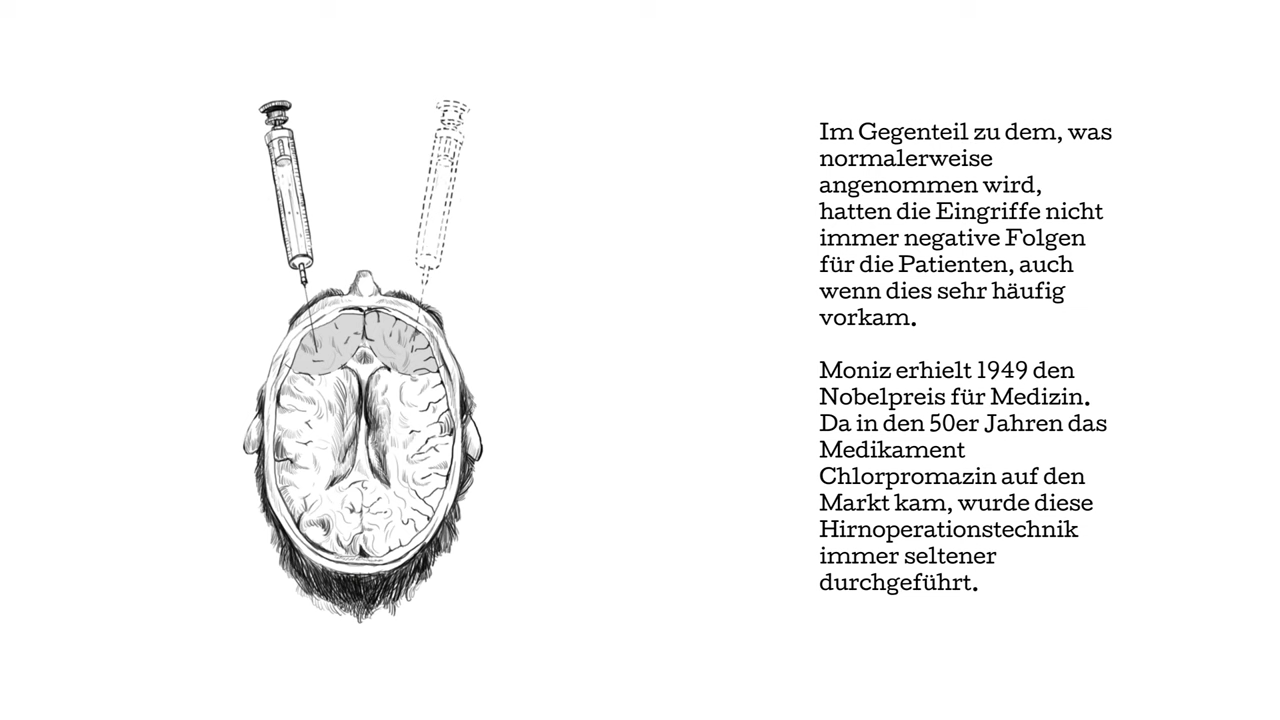 Im Gegenteil zu dem, was
normalerweise
angenommen wird,
hatten die Eingriffe nicht
immer negative Folgen
für die Patienten, auch
wenn dies sehr häufig
vorkam.
Moniz erhielt 1949 den
Nobelpreis für Medizin.
Da in den 50er Jahren das
Medikament
Chlorpromazin auf den
Markt kam, wurde diese
Hirnoperationstechnik
immer seltener
durchgeführt.